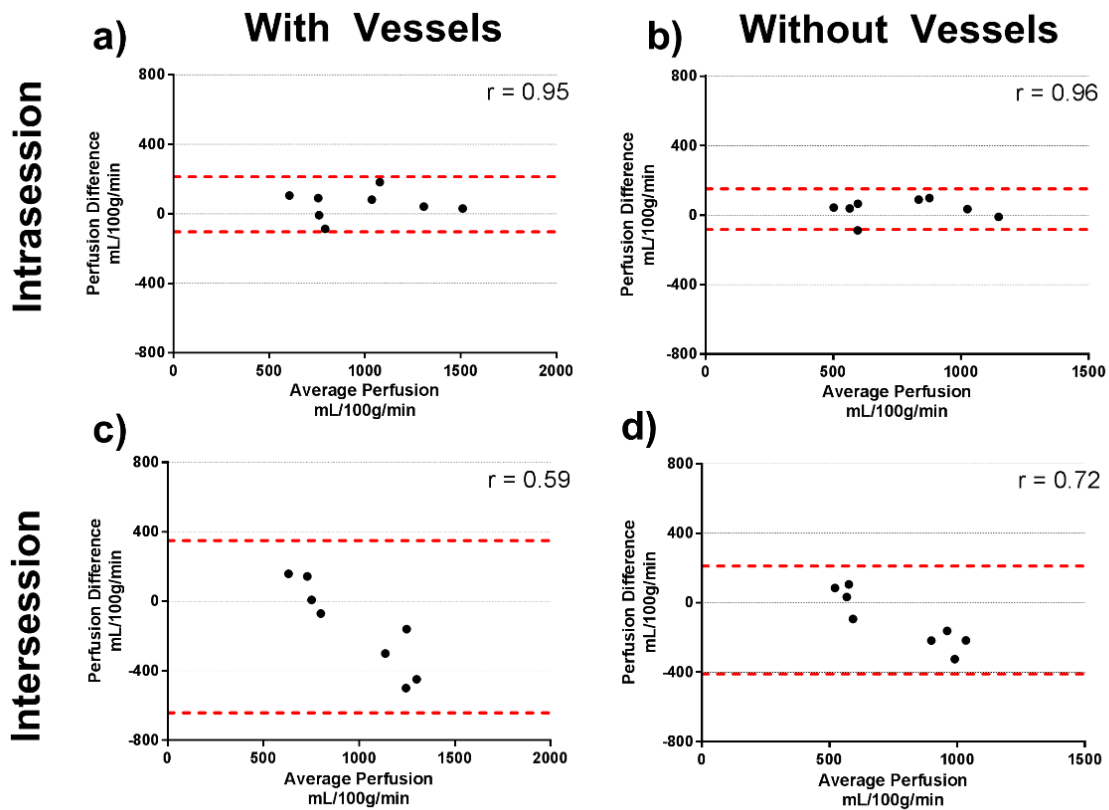 With Vessels
Without Vessels
Intrasession
Intersession
a)
r = 0.95
Perfusion Difference
mL/100g/min
800
400
0
-400
-800
0
500
1000
1500
2000
Average Perfusion
mL/100g/min
b)
r = 0.96
Perfusion Difference
mL/100g/min
800
400
0
-400
-800
0
500
1000
1500
Average Perfusion
mL/100g/min
c)
r = 0.59
Perfusion Difference
mL/100g/min
800
400
0
-400
-800
0
500
1000
1500
2000
Average Perfusion
mL/100g/min
d)
r = 0.72
Perfusion Difference
mL/100g/min
800
400
0
-400
-800
0
500
1000
1500
Average Perfusion
mL/100g/min